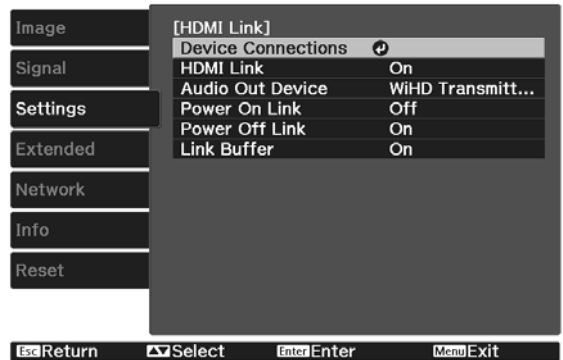 Image
Signal
Settings
Extended
Network
Info
Reset
[HDMI Link]
Device Connections
HDMI Link On
Audio Out Device WiHD Transmitt...
Power On Link Off
Power Off Link On
Link Buffer On
Esc Return Select Enter Enter Menu Exit